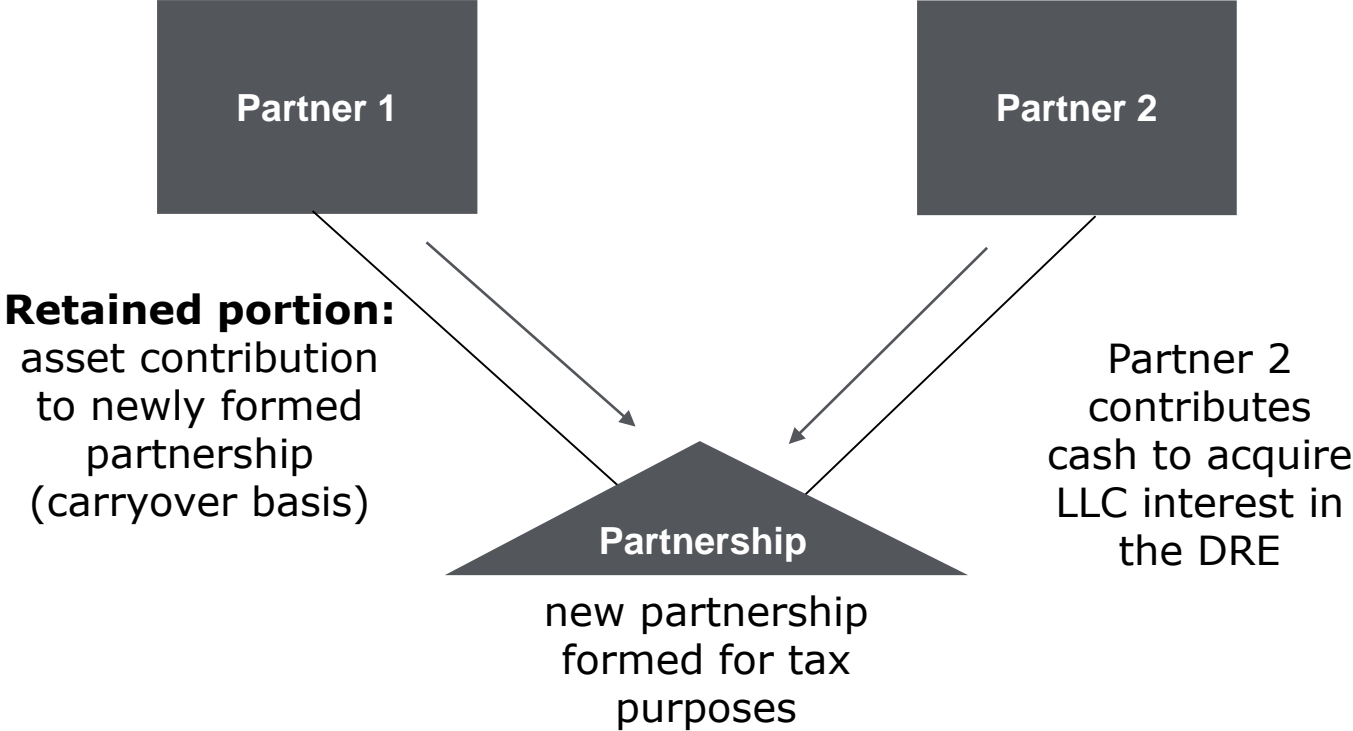 Partner 1
Partner 2
Retained portion:
asset contribution
to newly formed
partnership
(carryover basis)
Partner 2
contributes
cash to acquire
LLC interest in
the DRE
Partnership
new partnership
formed for tax
purposes